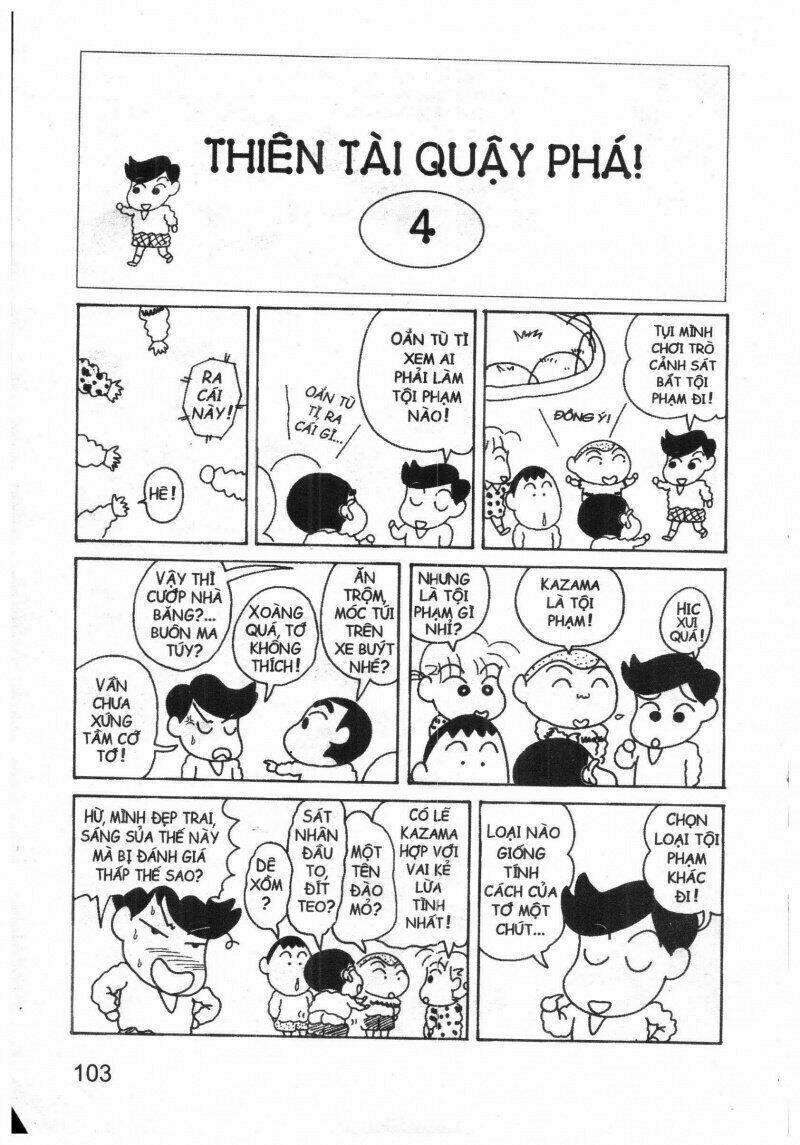 THIÊN TÀI QUẬY PHÁ!
4
TỤI MÌNH
CHƠI TRÒ
CẢNH SÁT
BẮT TỘI
PHẠM ĐI!
ĐỒNG Ý!
OẲN TÙ TÌ
XEM AI
PHẢI LÀM
TỘI PHẠM
NÀO!
OẲN TÙ
TÌ, RA
CÁI GÌ...
RA
CÁI
NÀY!
HÊ!
HIC
XUI
QUÁ!
KAZAMA
LÀ TỘI
PHẠM!
NHƯNG
LÀ TỘI
PHẠM GÌ
NHỈ?
ĂN
TRỘM,
MÓC TÚI
TRÊN
XE BUÝT
NHÉ?
XOÀNG
QUÁ, TỚ
KHÔNG
THÍCH!
VẬY THÌ
CƯỚP NHÀ
BĂNG?...
BUÔN MA
TÚY?
VẪN
CHƯA
XỨNG
TẦM CỠ
TỚ!
CHỌN
LOẠI TỘI
PHẠM
KHÁC
ĐI!
LOẠI NÀO
GIỐNG
TÍNH
CÁCH CỦA
TỚ MỘT
CHÚT...
CÓ LẼ
KAZAMA
HỢP VỚI
VAI KẺ
LỪA
TÌNH
NHẤT!
MỘT
TÊN
ĐÀO
MỎ?
SÁT
NHÂN
ĐẦU
TO,
ĐÍT
TEO?
DÊ
XỒM
?
HỪ, MÌNH ĐẸP TRAI,
SÁNG SỦA THẾ NÀY
MÀ BỊ ĐÁNH GIÁ
THẤP THẾ SAO?
103